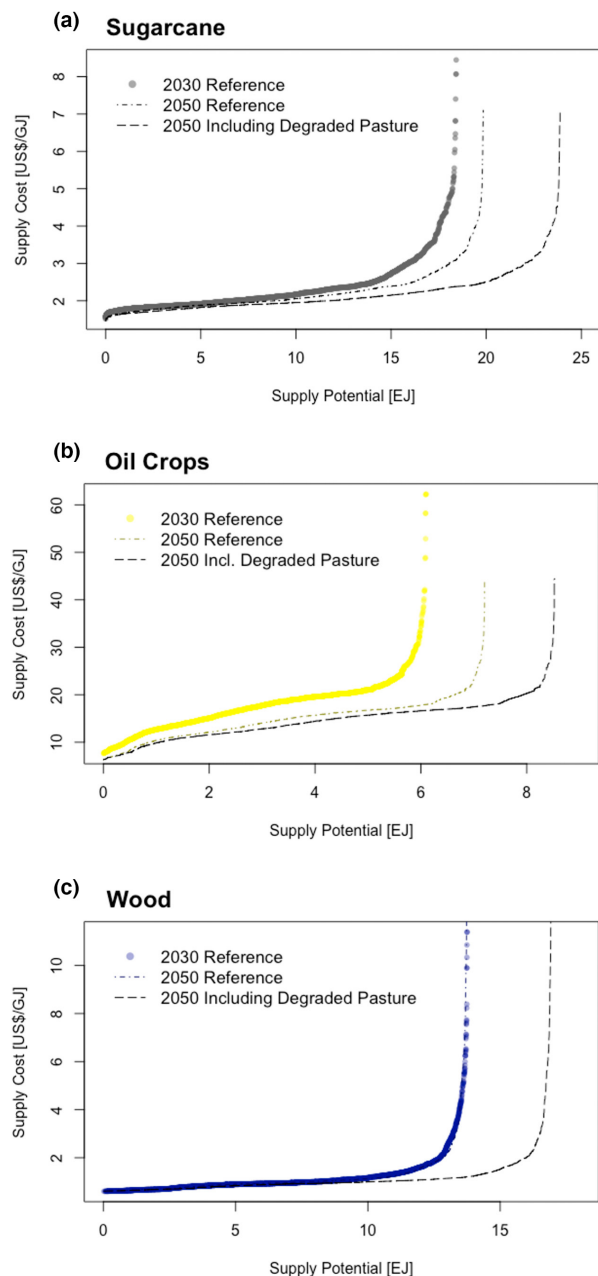 (a)
Sugarcane
2030 Reference
2050 Reference
2050 Including Degraded Pasture
Supply Cost [US$/GJ]
8
7
6
5
4
3
2
0 5 10 15 20 25
Supply Potential [EJ]
(b)
Oil Crops
2030 Reference
2050 Reference
2050 Incl. Degraded Pasture
Supply Cost [US$/GJ]
60
50
40
30
20
10
0 2 4 6 8
Supply Potential [EJ]
(c)
Wood
2030 Reference
2050 Reference
2050 Including Degraded Pasture
Supply Cost [US$/GJ]
10
8
6
4
2
0 5 10 15
Supply Potential [EJ]